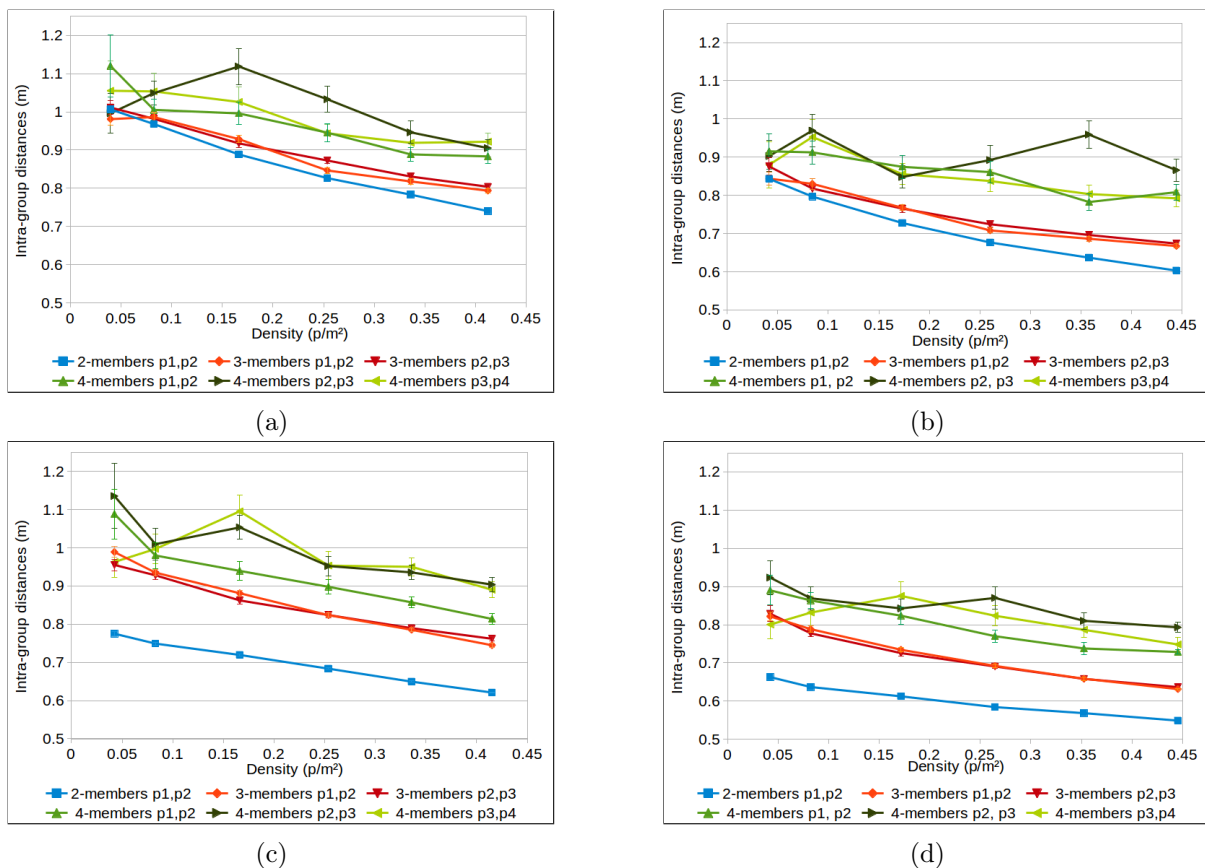 1.2
1.1
1
0.9
0.8
0.7
0.6
0.5
Intra-group distances (m)
0 0.05 0.1 0.15 0.2 0.25 0.3 0.35 0.4 0.45
Density (p/m²)
2-members p1,p2 3-members p1,p2 3-members p2,p3
4-members p1,p2 4-members p2,p3 4-members p3,p4
(a)
1.2
1.1
1
0.9
0.8
0.7
0.6
0.5
Intra-group distances (m)
0 0.05 0.1 0.15 0.2 0.25 0.3 0.35 0.4 0.45
Density (p/m²)
2-members p1,p2 3-members p1,p2 3-members p2,p3
4-members p1, p2 4-members p2, p3 4-members p3,p4
(b)
1.2
1.1
1
0.9
0.8
0.7
0.6
0.5
Intra-group distances (m)
0 0.05 0.1 0.15 0.2 0.25 0.3 0.35 0.4 0.45
Density (p/m²)
2-members p1,p2 3-members p1,p2 3-members p2,p3
4-members p1,p2 4-members p2,p3 4-members p3,p4
(c)
1.2
1.1
1
0.9
0.8
0.7
0.6
0.5
Intra-group distances (m)
0 0.05 0.1 0.15 0.2 0.25 0.3 0.35 0.4 0.45
Density (p/m²)
2-members p1,p2 3-members p1,p2 3-members p2,p3
4-members p1, p2 4-members p2, p3 4-members p3,p4
(d)